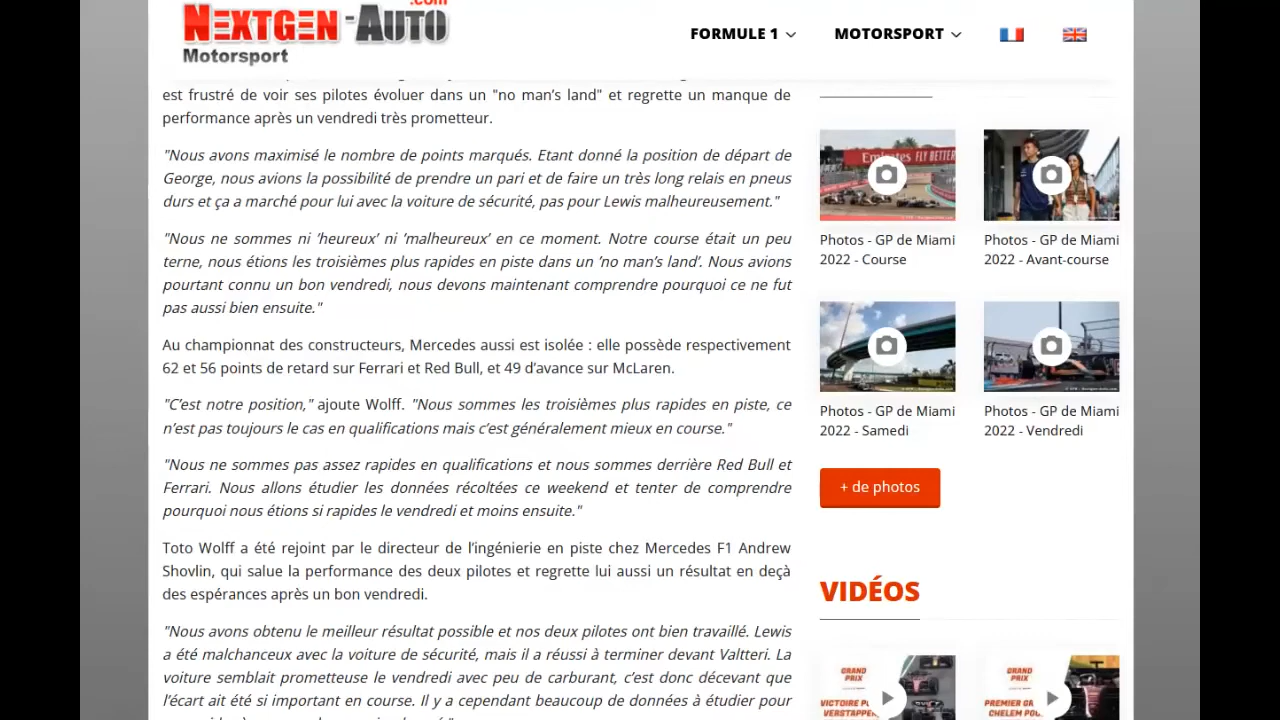 .com
NEXTGEN-AUTO
Motorsport
FORMULE 1
MOTORSPORT
est frustré de voir ses pilotes évoluer dans un "no man’s land" et regrette un manque de
performance après un vendredi très prometteur.
"Nous avons maximisé le nombre de points marqués. Etant donné la position de départ de
George, nous avions la possibilité de prendre un pari et de faire un très long relais en pneus
durs et ça a marché pour lui avec la voiture de sécurité, pas pour Lewis malheureusement."
"Nous ne sommes ni ’heureux’ ni ’malheureux’ en ce moment. Notre course était un peu
terne, nous étions les troisièmes plus rapides en piste dans un ’no man’s land’. Nous avions
pourtant connu un bon vendredi, nous devons maintenant comprendre pourquoi ce ne fut
pas aussi bien ensuite."
Au championnat des constructeurs, Mercedes aussi est isolée : elle possède respectivement
62 et 56 points de retard sur Ferrari et Red Bull, et 49 d’avance sur McLaren.
"C’est notre position," ajoute Wolff. "Nous sommes les troisièmes plus rapides en piste, ce
n’est pas toujours le cas en qualifications mais c’est généralement mieux en course."
"Nous ne sommes pas assez rapides en qualifications et nous sommes derrière Red Bull et
Ferrari. Nous allons étudier les données récoltées ce weekend et tenter de comprendre
pourquoi nous étions si rapides le vendredi et moins ensuite."
Toto Wolff a été rejoint par le directeur de l’ingénierie en piste chez Mercedes F1 Andrew
Shovlin, qui salue la performance des deux pilotes et regrette lui aussi un résultat en deçà
des espérances après un bon vendredi.
"Nous avons obtenu le meilleur résultat possible et nos deux pilotes ont bien travaillé. Lewis
a été malchanceux avec la voiture de sécurité, mais il a réussi à terminer devant Valtteri. La
voiture semblait prometteuse le vendredi avec peu de carburant, c’est donc décevant que
l’écart ait été si important en course. Il y a cependant beaucoup de données à étudier pour
Emirates FLY BETTER
Photos - GP de Miami
2022 - Course
Photos - GP de Miami
2022 - Avant-course
Photos - GP de Miami
2022 - Samedi
Photos - GP de Miami
2022 - Vendredi
+ de photos
VIDÉOS
GRAND
PRIX
VICTOIRE
VERSTAPPE
GRAND
PRIX
PREMIER GRA
CHELEM POU